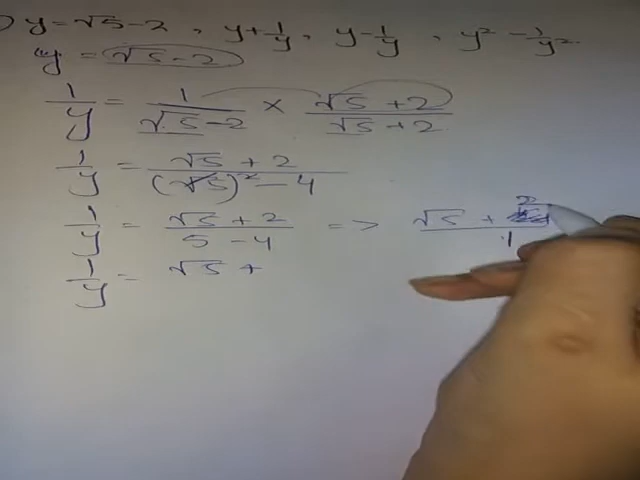 ) y = √5 - 2 , y + 1/y , y - 1/y , y² - 1/y².
y = √5 - 2
1/y = 1/(√5 - 2) × (√5 + 2)/(√5 + 2)
1/y = (√5 + 2)/((√5)² - 4)
1/y = (√5 + 2)/(5 - 4) => (√5 + 2)/1
1/y = √5 +